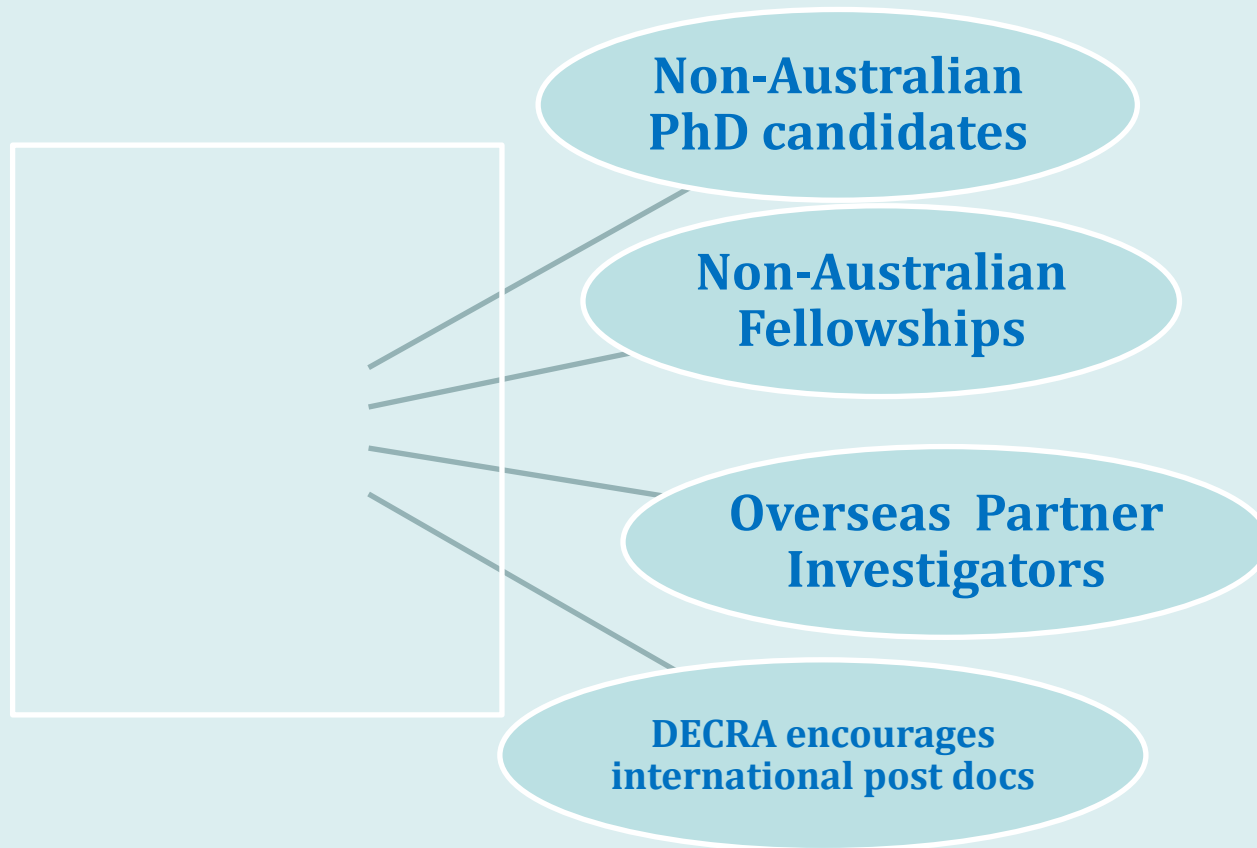 Non-Australian
PhD candidates
Non-Australian
Fellowships
Overseas  Partner
Investigators
DECRA encourages
international post docs